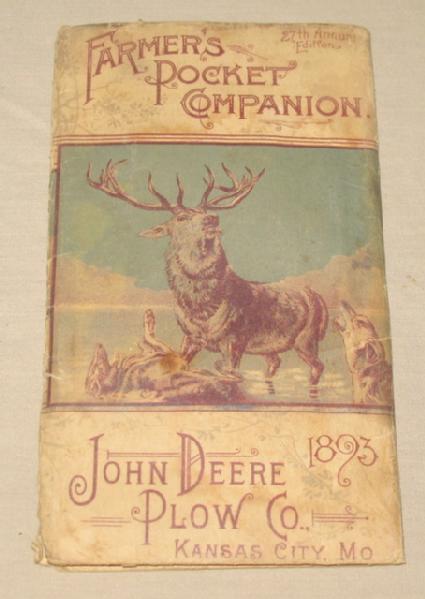 27th Annual
Edition.
FARMER'S
POCKET
COMPANION.
JOHN DEERE
1893
PLOW CO.,
KANSAS CITY, MO